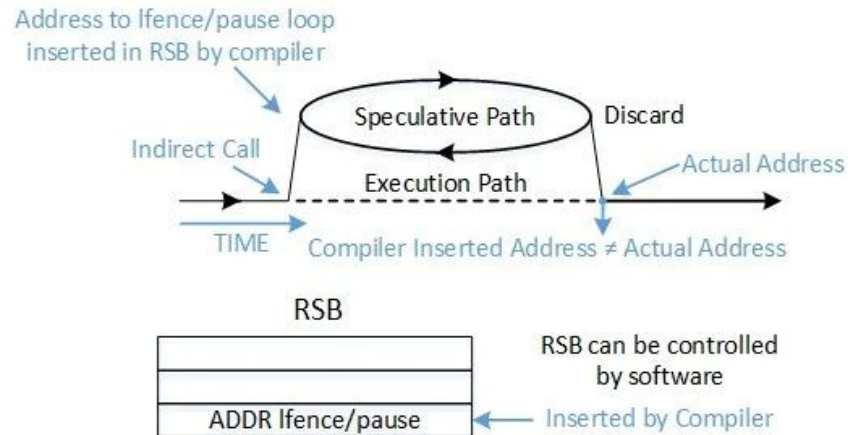 Address to lfence/pause loop
inserted in RSB by compiler
Speculative Path
Discard
Indirect Call
Execution Path
Actual Address
TIME
Compiler Inserted Address ≠ Actual Address
RSB
RSB can be controlled
by software
ADDR lfence/pause
Inserted by Compiler